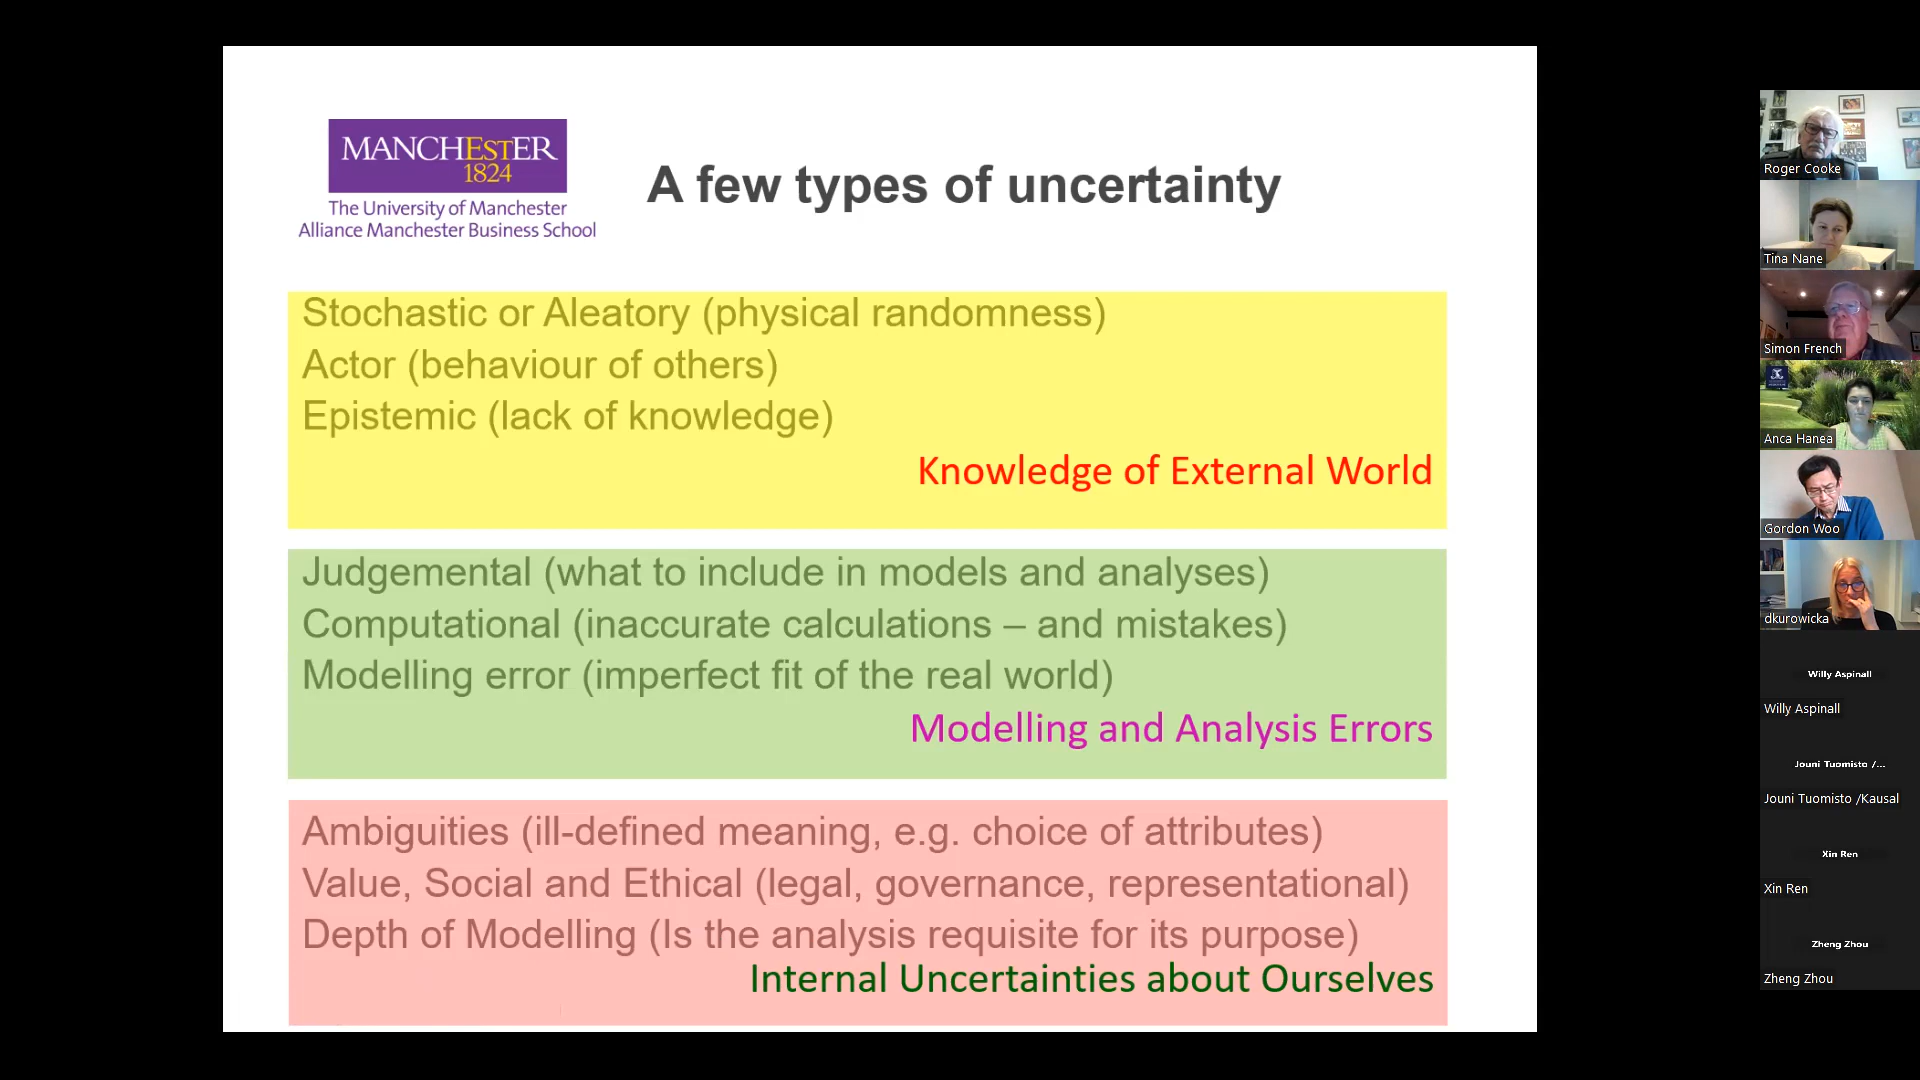 MANCHESTER
1824
The University of Manchester
Alliance Manchester Business School
A few types of uncertainty
Stochastic or Aleatory (physical randomness)
Actor (behaviour of others)
Epistemic (lack of knowledge)
Knowledge of External World
Judgemental (what to include in models and analyses)
Computational (inaccurate calculations – and mistakes)
Modelling error (imperfect fit of the real world)
Modelling and Analysis Errors
Ambiguities (ill-defined meaning, e.g. choice of attributes)
Value, Social and Ethical (legal, governance, representational)
Depth of Modelling (Is the analysis requisite for its purpose)
Internal Uncertainties about Ourselves
Roger Cooke
Tina Nane
Simon French
Anca Hanea
Gordon Woo
dkurowicka
Willy Aspinall
Willy Aspinall
Jouni Tuomisto /...
Jouni Tuomisto /Kausal
Xin Ren
Xin Ren
Zheng Zhou
Zheng Zhou